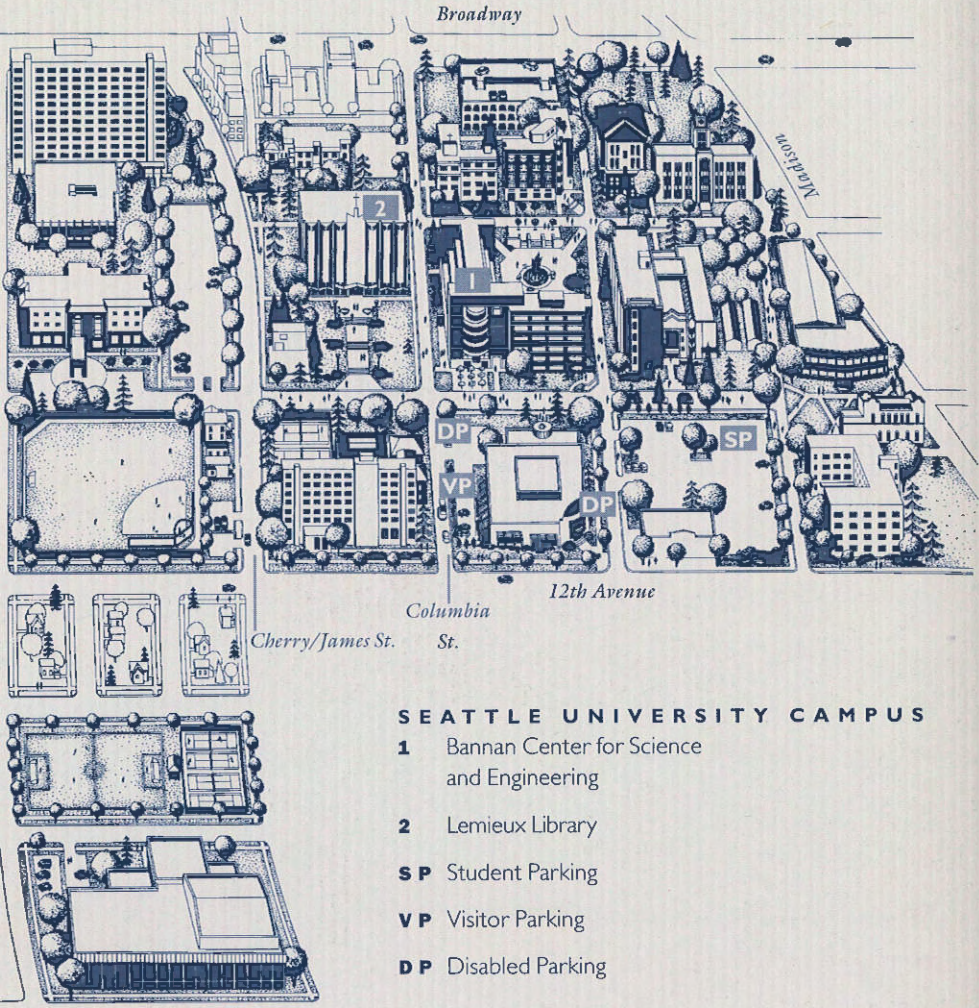 Broadway
Madison
2
1
DP
SP
VP
DP
12th Avenue
Columbia
St.
Cherry/James St.
SEATTLE UNIVERSITY CAMPUS
1 Bannan Center for Science
and Engineering
2 Lemieux Library
SP Student Parking
VP Visitor Parking
DP Disabled Parking